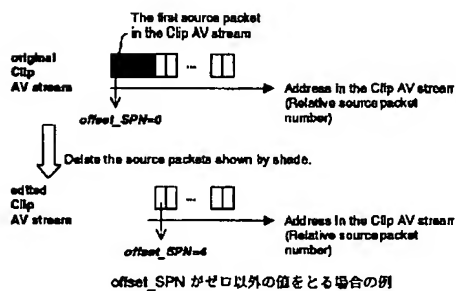 The first source packet
in the Clip AV stream
original
Clip
AV stream
...
Address in the Clip AV stream
(Relative source packet
number)
offset_SPN=0
Delete the source packets shown by shade.
editted
Clip
AV stream
...
Address in the Clip AV stream
(Relative source packet
number)
offset_SPN=4
offset_SPN がゼロ以外の値をとる場合の例